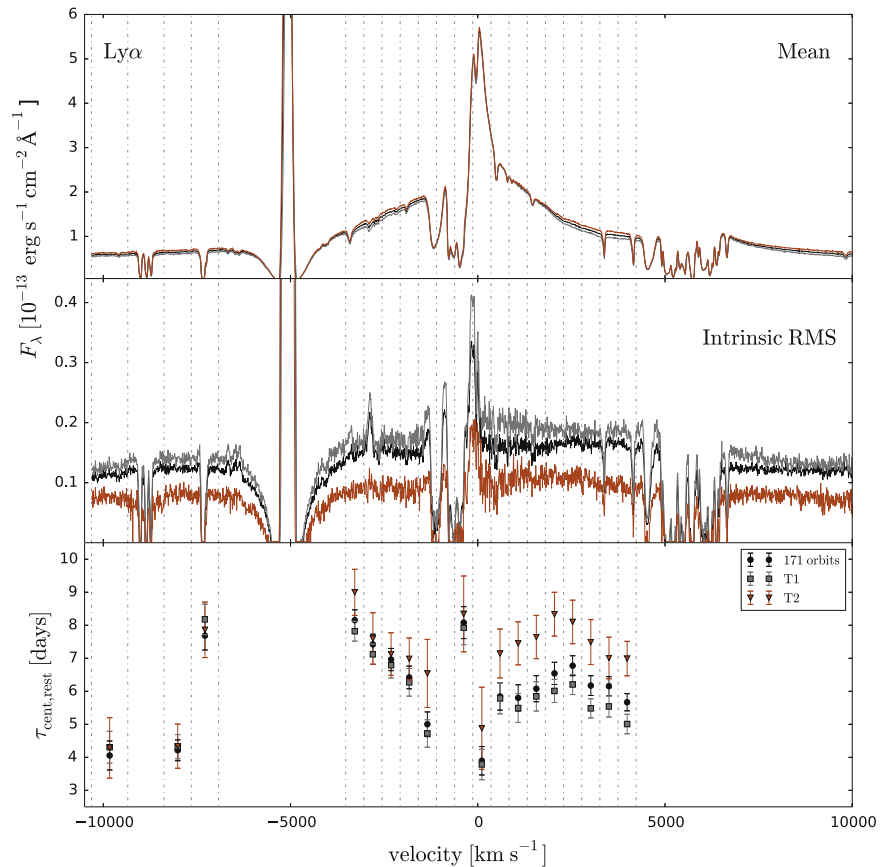 Lyα
Mean
6
5
4
3
2
1
F_λ [10⁻¹³ erg s⁻¹ cm⁻² Å⁻¹]
Intrinsic RMS
0.4
0.3
0.2
0.1
171 orbits
T1
T2
10
9
8
7
6
5
4
3
τ_cent,rest [days]
−10000
−5000
0
5000
10000
velocity [km s⁻¹]